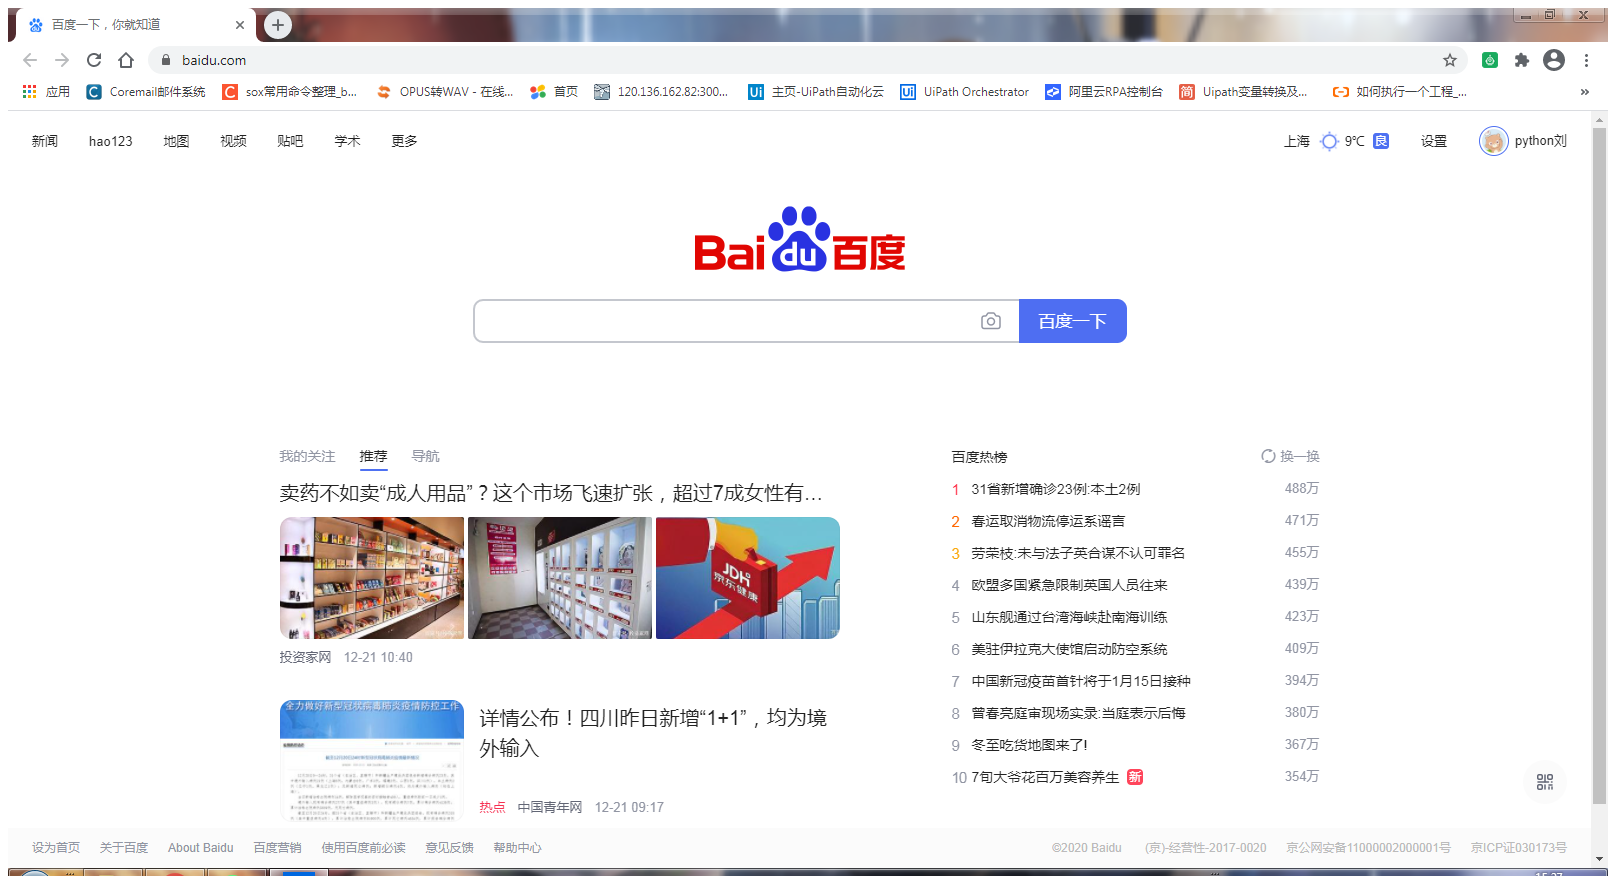 百度一下，你就知道
baidu.com
应用 Coremail邮件系统 sox常用命令整理_b... OPUS转WAV - 在线... 首页 120.136.162.82:300... 主页-UiPath自动化云 UiPath Orchestrator 阿里云RPA控制台 Uipath变量转换及... 如何执行一个工程_...
新闻 hao123 地图 视频 贴吧 学术 更多 上海 9℃ 良 设置 python刘
Bai du 百度
百度一下
我的关注 推荐 导航
卖药不如卖“成人用品”？这个市场飞速扩张，超过7成女性有...
JDH
京东健康
投资家网 12-21 10:40
全力做好新型冠状病毒肺炎疫情防控工作
详情公布！四川昨日新增“1+1”，均为境
外输入
热点 中国青年网 12-21 09:17
百度热榜 换一换
1 31省新增确诊23例:本土2例 488万
2 春运取消物流停运系谣言 471万
3 劳荣枝:未与法子英合谋不认可罪名 455万
4 欧盟多国紧急限制英国人员往来 439万
5 山东舰通过台湾海峡赴南海训练 423万
6 美驻伊拉克大使馆启动防空系统 409万
7 中国新冠疫苗首针将于1月15日接种 394万
8 曾春亮庭审现场实录:当庭表示后悔 380万
9 冬至吃货地图来了! 367万
10 7旬大爷花百万美容养生 新 354万
设为首页 关于百度 About Baidu 百度营销 使用百度前必读 意见反馈 帮助中心 ©2020 Baidu (京)-经营性-2017-0020 京公网安备11000002000001号 京ICP证030173号